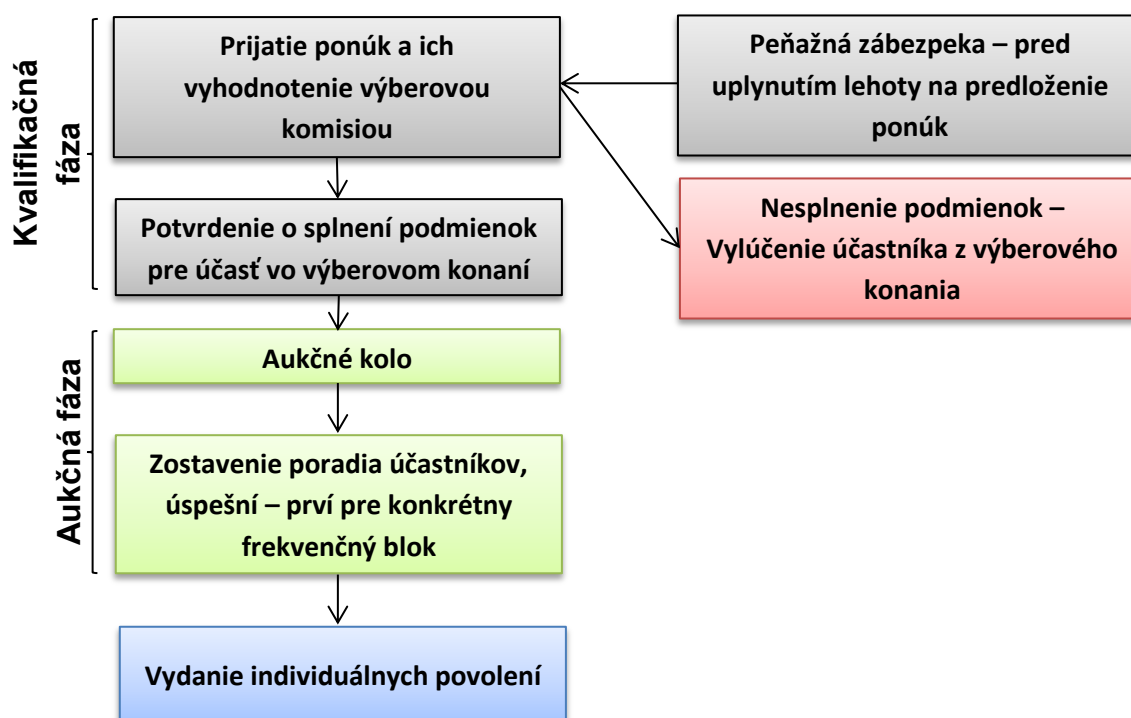 Kvalifikačná
fáza
Prijatie ponúk a ich
vyhodnotenie výberovou
komisiou
Peňažná zábezpeka – pred
uplynutím lehoty na predloženie
ponúk
Potvrdenie o splnení podmienok
pre účasť vo výberovom konaní
Nesplnenie podmienok –
Vylúčenie účastníka z výberového
konania
Aukčná fáza
Aukčné kolo
Zostavenie poradia účastníkov,
úspešní – prví pre konkrétny
frekvenčný blok
Vydanie individuálnych povolení